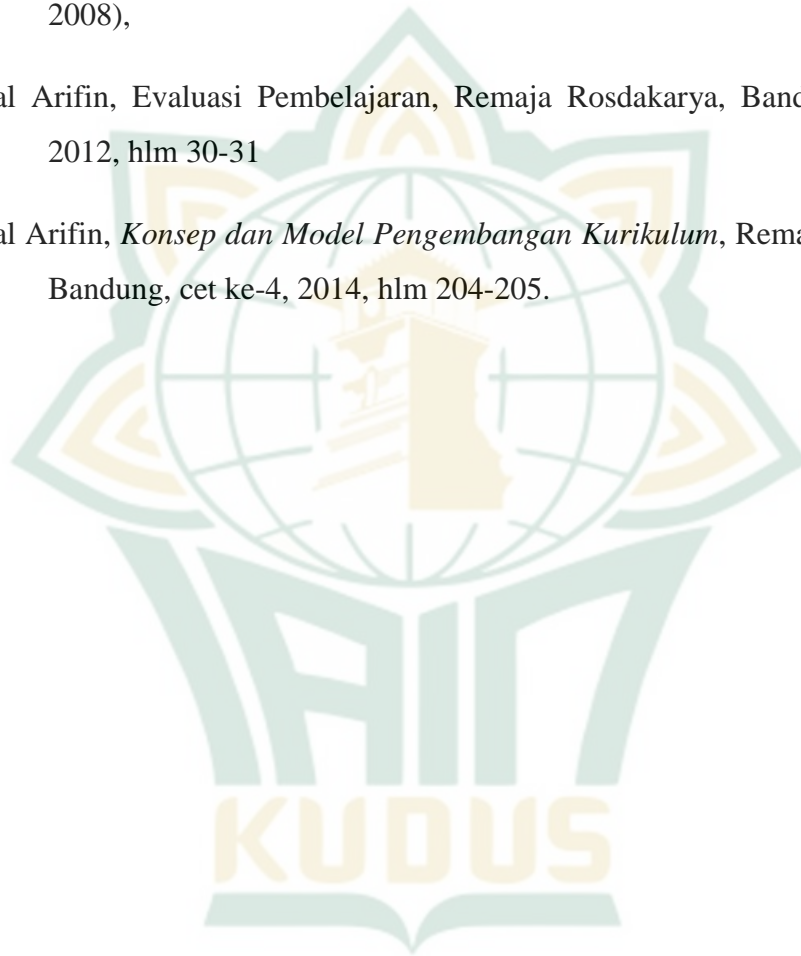 2008),
al Arifin, Evaluasi Pembelajaran, Remaja Rosdakarya, Band
2012, hlm 30-31
al Arifin, Konsep dan Model Pengembangan Kurikulum, Rema
Bandung, cet ke-4, 2014, hlm 204-205.
IAIN
KUDUS